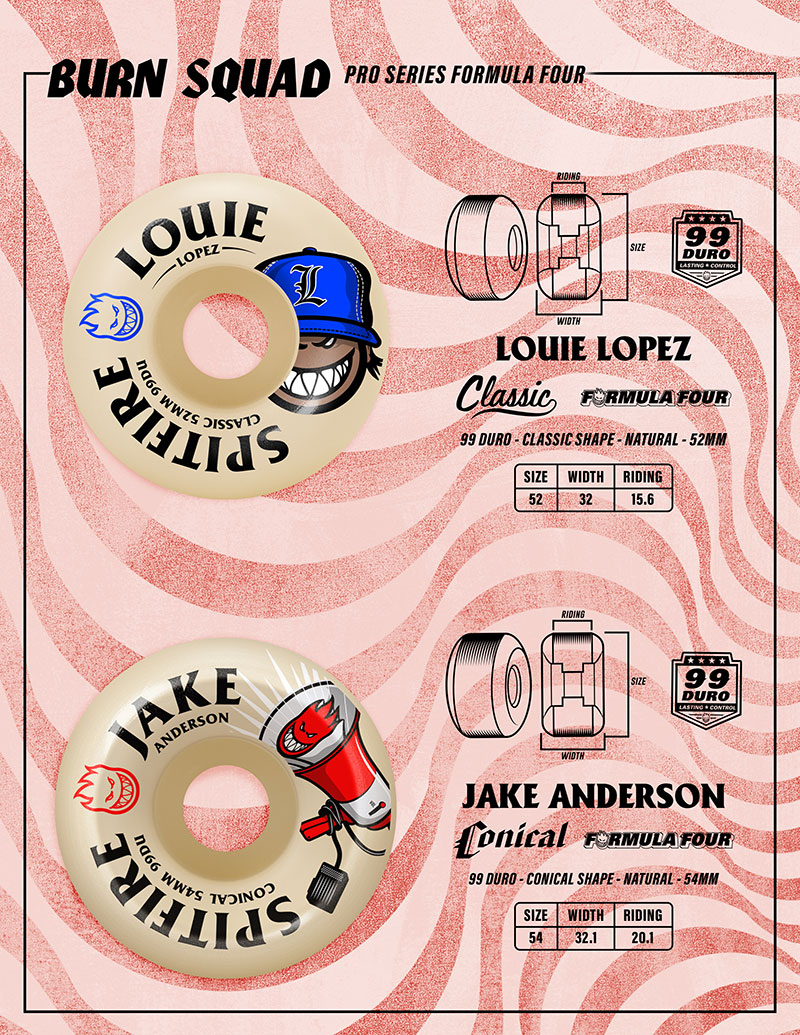 BURN SQUAD PRO SERIES FORMULA FOUR
LOUIE
LOPEZ
L
SPITFIRE
CLASSIC 52MM 99DU
RIDING
SIZE
WIDTH
99
DURO
LASTING CONTROL
LOUIE LOPEZ
Classic FORMULA FOUR
99 DURO - CLASSIC SHAPE - NATURAL - 52MM
SIZE WIDTH RIDING
52 32 15.6
JAKE
ANDERSON
SPITFIRE
CONICAL 54MM 99DU
RIDING
SIZE
WIDTH
99
DURO
LASTING CONTROL
JAKE ANDERSON
Conical FORMULA FOUR
99 DURO - CONICAL SHAPE - NATURAL - 54MM
SIZE WIDTH RIDING
54 32.1 20.1